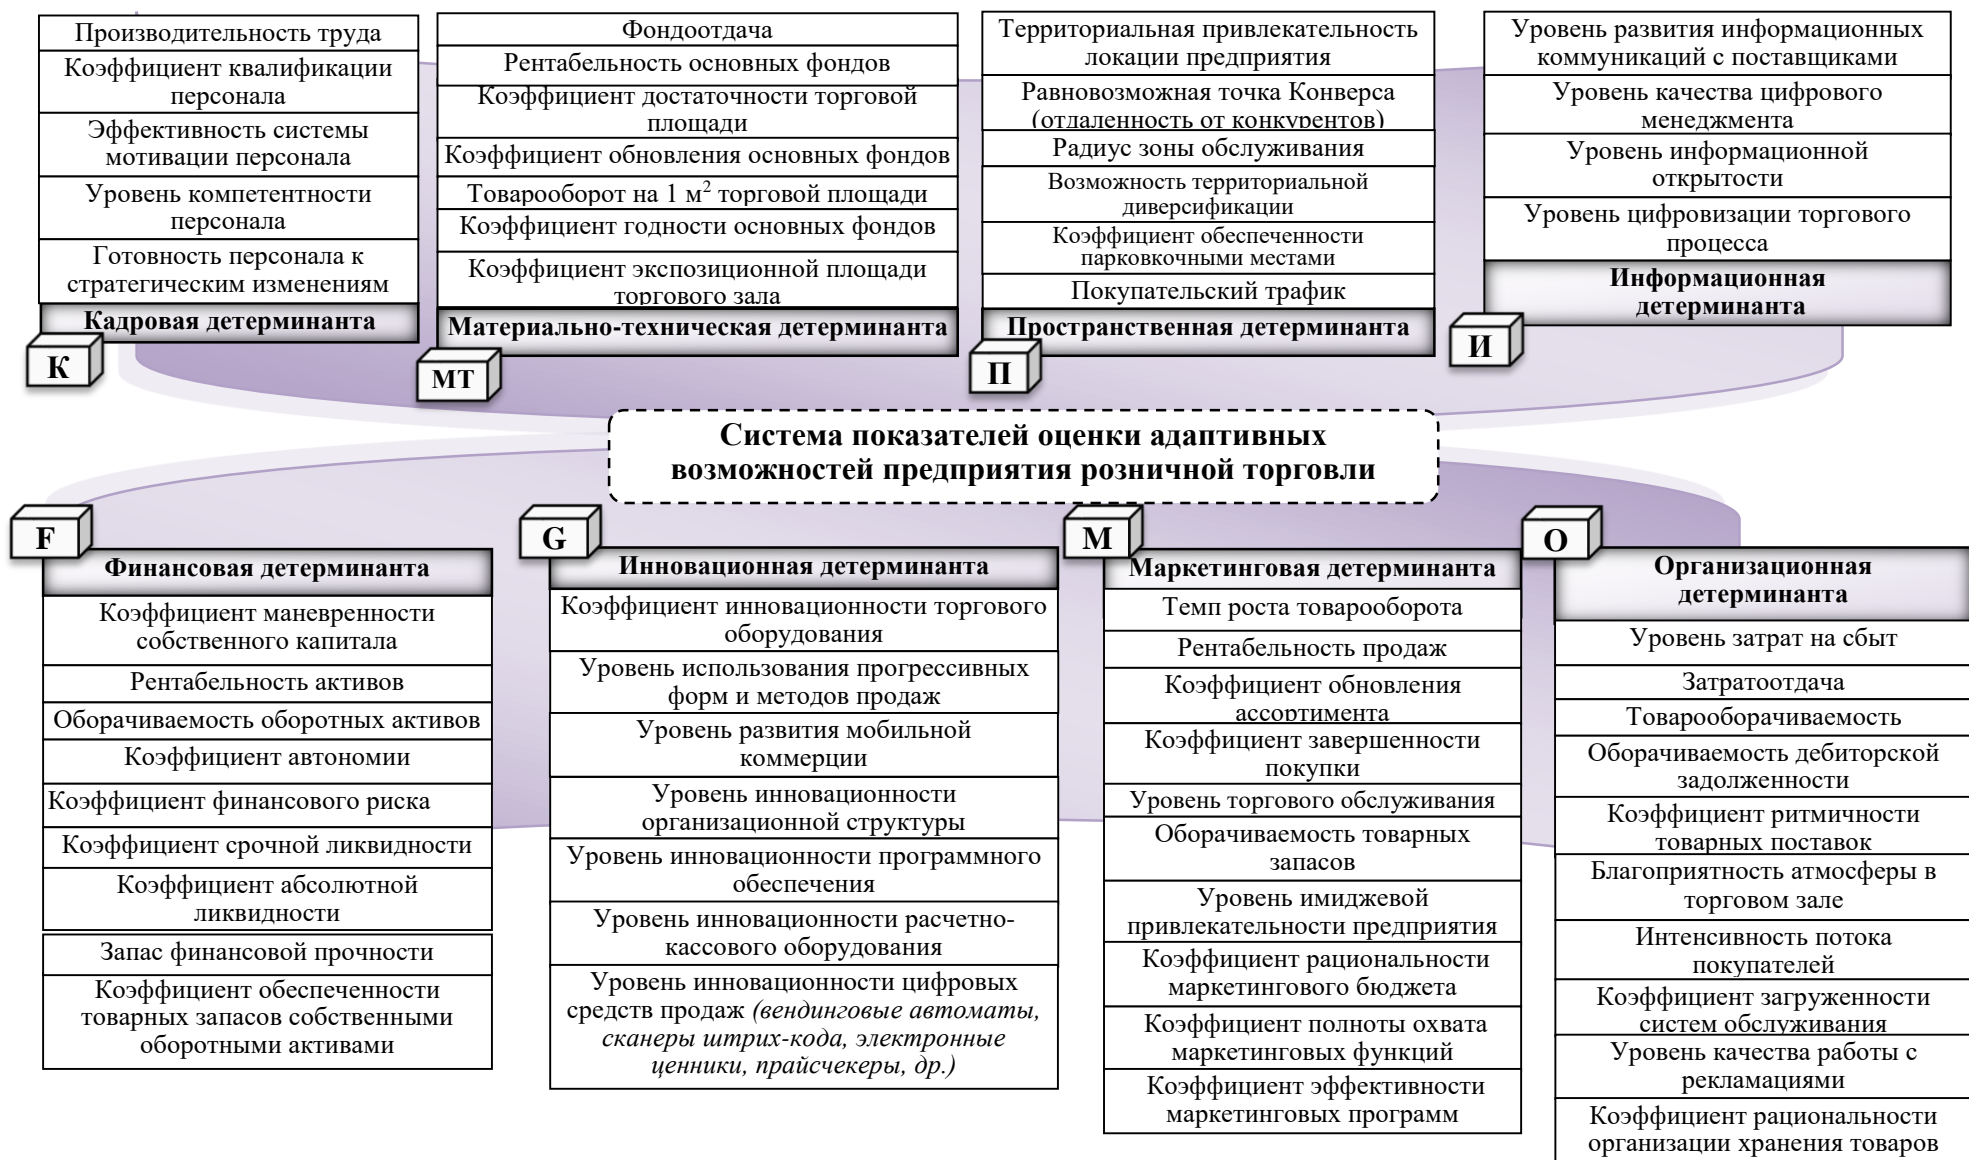 Производительность труда
Коэффициент квалификации
персонала
Эффективность системы
мотивации персонала
Уровень компетентности
персонала
Готовность персонала к
стратегическим изменениям
Кадровая детерминанта
К
Фондоотдача
Рентабельность основных фондов
Коэффициент достаточности торговой
площади
Коэффициент обновления основных фондов
Товарооборот на 1 м² торговой площади
Коэффициент годности основных фондов
Коэффициент экспозиционной площади
торгового зала
Материально-техническая детерминанта
МТ
Территориальная привлекательность
локации предприятия
Равновозможная точка Конверса
(отдаленность от конкурентов)
Радиус зоны обслуживания
Возможность территориальной
диверсификации
Коэффициент обеспеченности
парковкочными местами
Покупательский трафик
Пространственная детерминанта
П
Уровень развития информационных
коммуникаций с поставщиками
Уровень качества цифрового
менеджмента
Уровень информационной
открытости
Уровень цифровизации торгового
процесса
Информационная
детерминанта
И
Система показателей оценки адаптивных
возможностей предприятия розничной торговли
F
Финансовая детерминанта
Коэффициент маневренности
собственного капитала
Рентабельность активов
Оборачиваемость оборотных активов
Коэффициент автономии
Коэффициент финансового риска
Коэффициент срочной ликвидности
Коэффициент абсолютной
ликвидности
Запас финансовой прочности
Коэффициент обеспеченности
товарных запасов собственными
оборотными активами
G
Инновационная детерминанта
Коэффициент инновационности торгового
оборудования
Уровень использования прогрессивных
форм и методов продаж
Уровень развития мобильной
коммерции
Уровень инновационности
организационной структуры
Уровень инновационности программного
обеспечения
Уровень инновационности расчетно-
кассового оборудования
Уровень инновационности цифровых
средств продаж (вендинговые автоматы,
сканеры штрих-кода, электронные
ценники, прайсчекеры, др.)
М
Маркетинговая детерминанта
Темп роста товарооборота
Рентабельность продаж
Коэффициент обновления
ассортимента
Коэффициент завершенности
покупки
Уровень торгового обслуживания
Оборачиваемость товарных
запасов
Уровень имиджевой
привлекательности предприятия
Коэффициент рациональности
маркетингового бюджета
Коэффициент полноты охвата
маркетинговых функций
Коэффициент эффективности
маркетинговых программ
О
Организационная
детерминанта
Уровень затрат на сбыт
Затратоотдача
Товарооборачиваемость
Оборачиваемость дебиторской
задолженности
Коэффициент ритмичности
товарных поставок
Благоприятность атмосферы в
торговом зале
Интенсивность потока
покупателей
Коэффициент загруженности
систем обслуживания
Уровень качества работы с
рекламациями
Коэффициент рациональности
организации хранения товаров